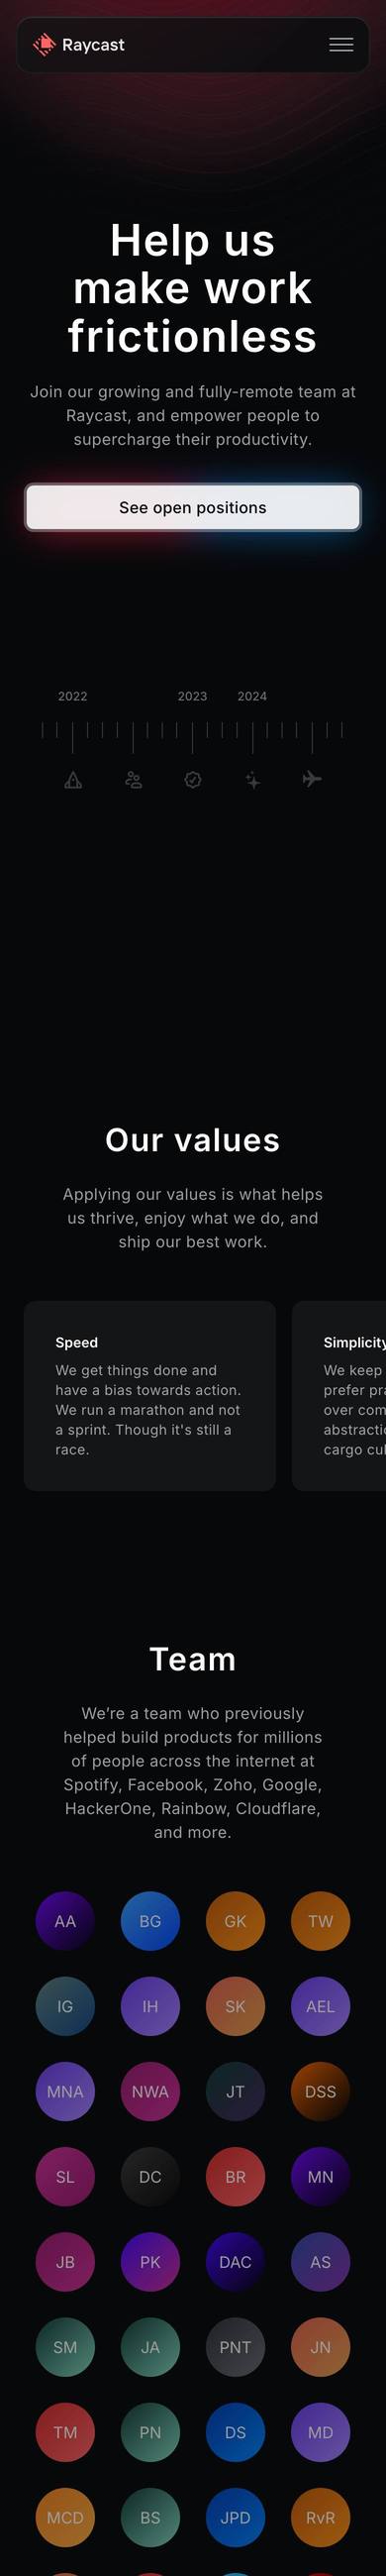 Raycast
Help us
make work
frictionless
Join our growing and fully-remote team at
Raycast, and empower people to
supercharge their productivity.
See open positions
2022 2023 2024
Our values
Applying our values is what helps
us thrive, enjoy what we do, and
ship our best work.
Speed
We get things done and
have a bias towards action.
We run a marathon and not
a sprint. Though it's still a
race.
Simplicity
We keep
prefer pra
over com
abstractio
cargo cul
Team
We’re a team who previously
helped build products for millions
of people across the internet at
Spotify, Facebook, Zoho, Google,
HackerOne, Rainbow, Cloudflare,
and more.
AA BG GK TW
IG IH SK AEL
MNA NWA JT DSS
SL DC BR MN
JB PK DAC AS
SM JA PNT JN
TM PN DS MD
MCD BS JPD RvR